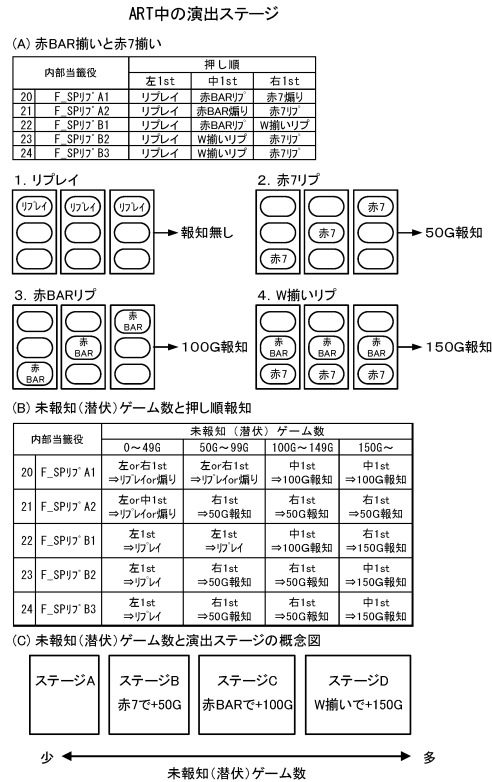 ART中の演出ステージ
(A) 赤BAR揃いと赤7揃い
内部当籤役 押し順
左1st 中1st 右1st
20 F_SPﾘﾌﾟA1 リプレイ 赤BARﾘﾌﾟ 赤7煽り
21 F_SPﾘﾌﾟA2 リプレイ 赤BAR煽り 赤7リプ
22 F_SPﾘﾌﾟB1 リプレイ 赤BARﾘﾌﾟ W揃いリプ
23 F_SPﾘﾌﾟB2 リプレイ W揃いリプ 赤7リプ
24 F_SPﾘﾌﾟB3 リプレイ W揃いリプ 赤7リプ
1. リプレイ
リプレイ リプレイ リプレイ
報知無し
2. 赤7リプ
赤7
赤7
赤7
50G報知
3. 赤BARリプ
赤
BAR
赤
BAR
赤
BAR
100G報知
4. W揃いリプ
赤 赤 赤
BAR BAR BAR
赤7 赤7 赤7
150G報知
(B) 未報知(潜伏)ゲーム数と押し順報知
内部当籤役 未報知(潜伏)ゲーム数
0～49G 50G～99G 100G～149G 150G～
20 F_SPﾘﾌﾟA1 左or右1st 左or右1st 中1st 中1st
⇒ﾘﾌﾟﾚｲor煽り ⇒ﾘﾌﾟﾚｲor煽り ⇒100G報知 ⇒100G報知
21 F_SPﾘﾌﾟA2 左or中1st 右1st 右1st 右1st
⇒ﾘﾌﾟﾚｲor煽り ⇒50G報知 ⇒50G報知 ⇒50G報知
22 F_SPﾘﾌﾟB1 左1st 左1st 中1st 右1st
⇒ﾘﾌﾟﾚｲ ⇒ﾘﾌﾟﾚｲ ⇒100G報知 ⇒150G報知
23 F_SPﾘﾌﾟB2 左1st 右1st 右1st 中1st
⇒ﾘﾌﾟﾚｲ ⇒50G報知 ⇒50G報知 ⇒150G報知
24 F_SPﾘﾌﾟB3 左1st 右1st 右1st 中1st
⇒ﾘﾌﾟﾚｲ ⇒50G報知 ⇒50G報知 ⇒150G報知
(C) 未報知(潜伏)ゲーム数と演出ステージの概念図
ステージA ステージB ステージC ステージD
赤7で+50G 赤BARで+100G W揃いで+150G
少 多
未報知(潜伏)ゲーム数